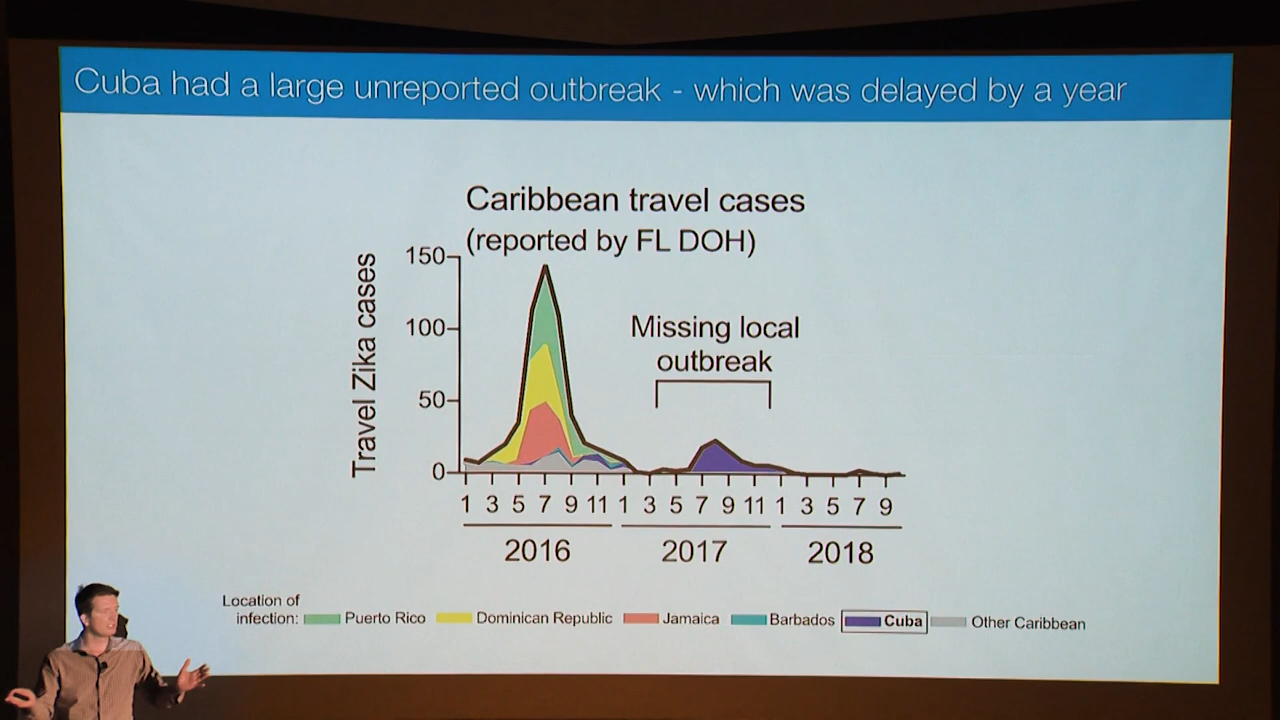 Cuba had a large unreported outbreak - which was delayed by a year
Caribbean travel cases
(reported by FL DOH)
Travel Zika cases
150
100
50
0
Missing local
outbreak
1 3 5 7 9 11 1 3 5 7 9 11 1 3 5 7 9
2016 2017 2018
Location of
infection: Puerto Rico Dominican Republic Jamaica Barbados Cuba Other Caribbean